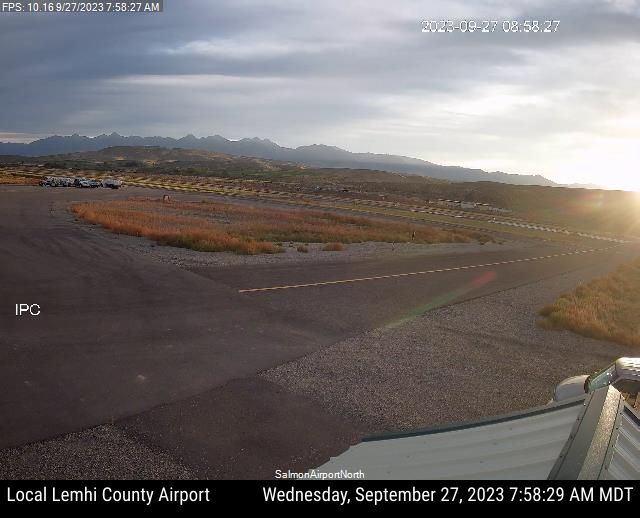 FPS: 10.16 9/27/2023 7:58:27 AM
2023-09-27 08:58:27
IPC
SalmonAirportNorth
Local Lemhi County Airport Wednesday, September 27, 2023 7:58:29 AM MDT